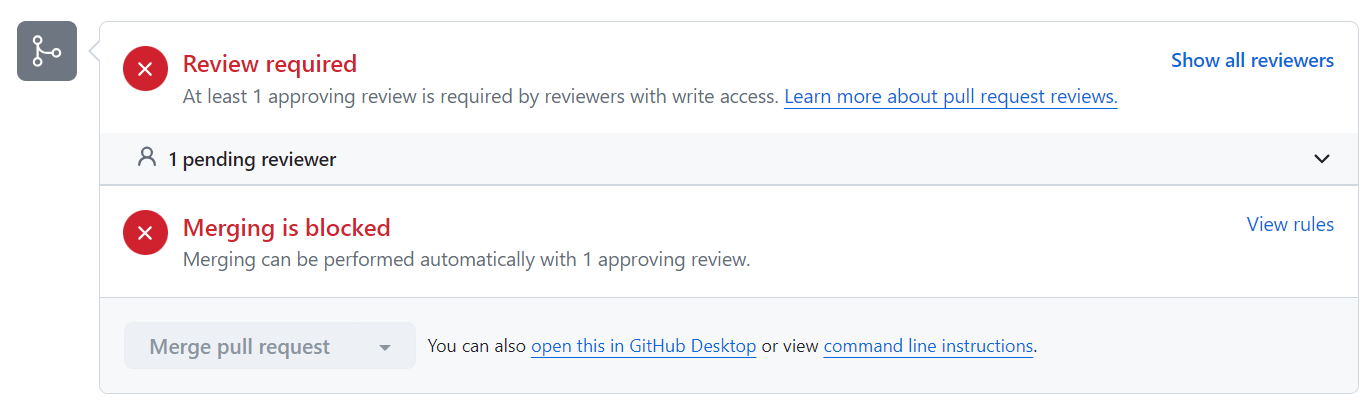 Review required
Show all reviewers
At least 1 approving review is required by reviewers with write access. Learn more about pull request reviews.
1 pending reviewer
Merging is blocked
View rules
Merging can be performed automatically with 1 approving review.
Merge pull request
You can also open this in GitHub Desktop or view command line instructions.